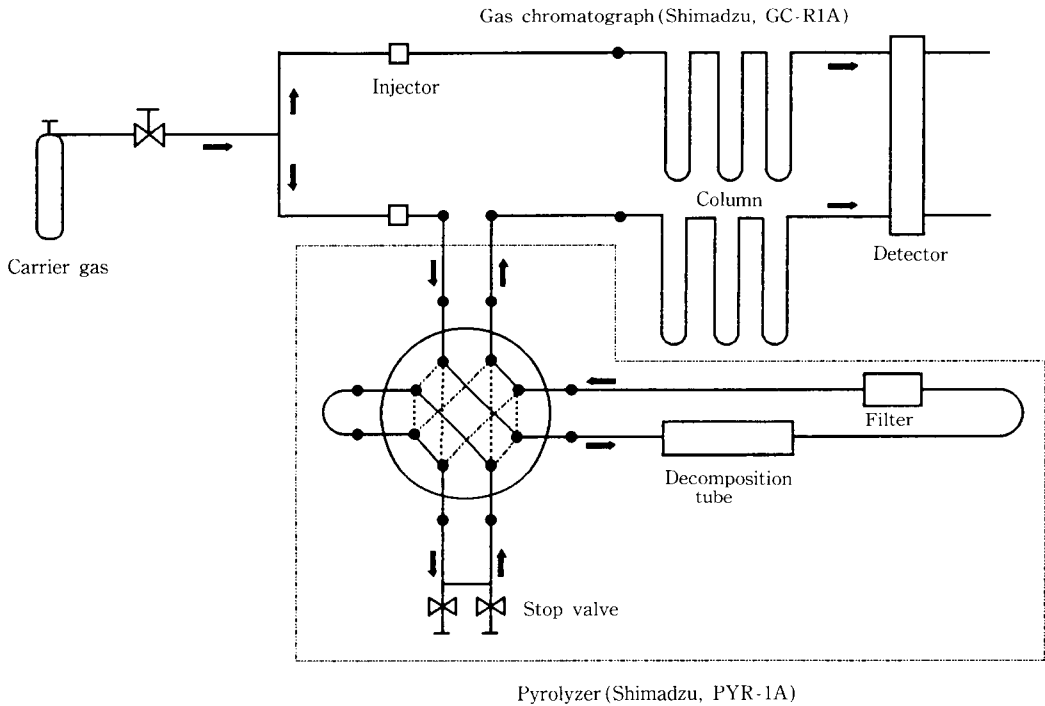 Gas chromatograph (Shimadzu, GC-R1A)
Injector
Carrier gas
Column
Detector
Filter
Decomposition
tube
Stop valve
Pyrolyzer (Shimadzu, PYR-1A)